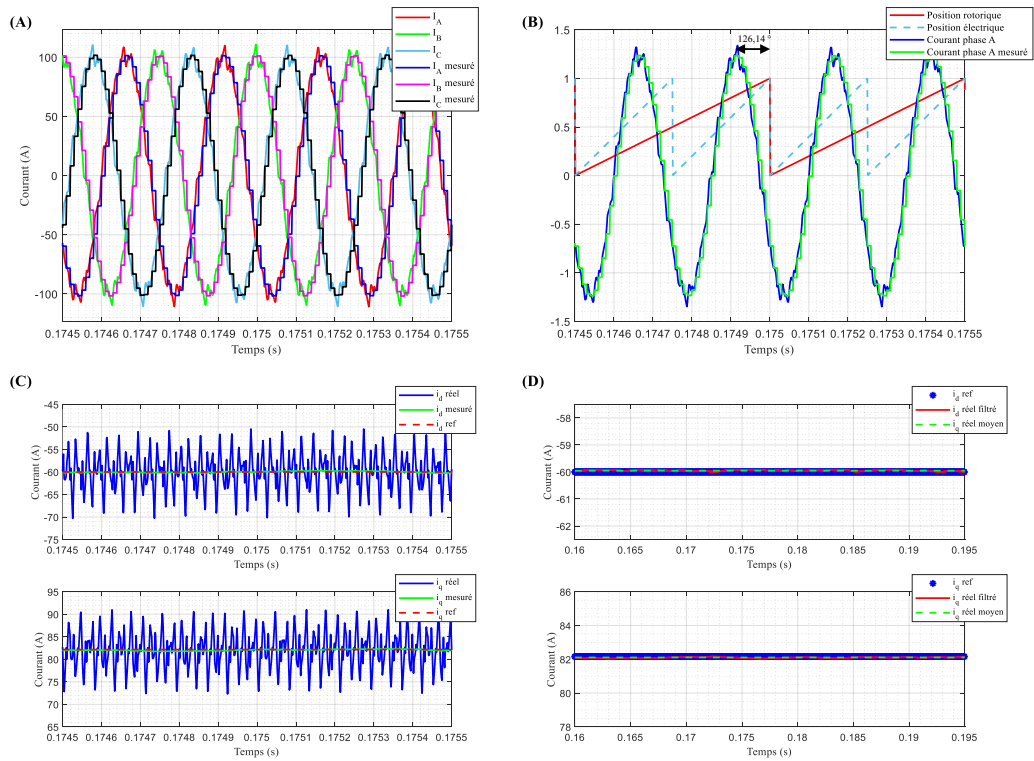 (A)
I_A
I_B
I_C
I_A mesuré
I_B mesuré
I_C mesuré
100
50
0
-50
-100
Courant (A)
0.1745 0.1746 0.1747 0.1748 0.1749 0.175 0.1751 0.1752 0.1753 0.1754 0.1755
Temps (s)
(B)
Position rotorique
Position électrique
Courant phase A
Courant phase A mesuré
126,14 °
1.5
1
0.5
0
-0.5
-1
-1.5
0.1745 0.1746 0.1747 0.1748 0.1749 0.175 0.1751 0.1752 0.1753 0.1754 0.1755
Temps (s)
(C)
i_d réel
i_d mesuré
i_d ref
-45
-50
-55
-60
-65
-70
-75
Courant (A)
0.1745 0.1746 0.1747 0.1748 0.1749 0.175 0.1751 0.1752 0.1753 0.1754 0.1755
Temps (s)
i_q réel
i_q mesuré
i_q ref
95
90
85
80
75
70
65
Courant (A)
0.1745 0.1746 0.1747 0.1748 0.1749 0.175 0.1751 0.1752 0.1753 0.1754 0.1755
Temps (s)
(D)
i_d ref
i_d réel filtré
i_q réel moyen
-58
-59
-60
-61
-62
Courant (A)
0.16 0.165 0.17 0.175 0.18 0.185 0.19 0.195
Temps (s)
i_q ref
i_q réel filtré
i_q réel moyen
86
84
82
80
78
Courant (A)
0.16 0.165 0.17 0.175 0.18 0.185 0.19 0.195
Temps (s)